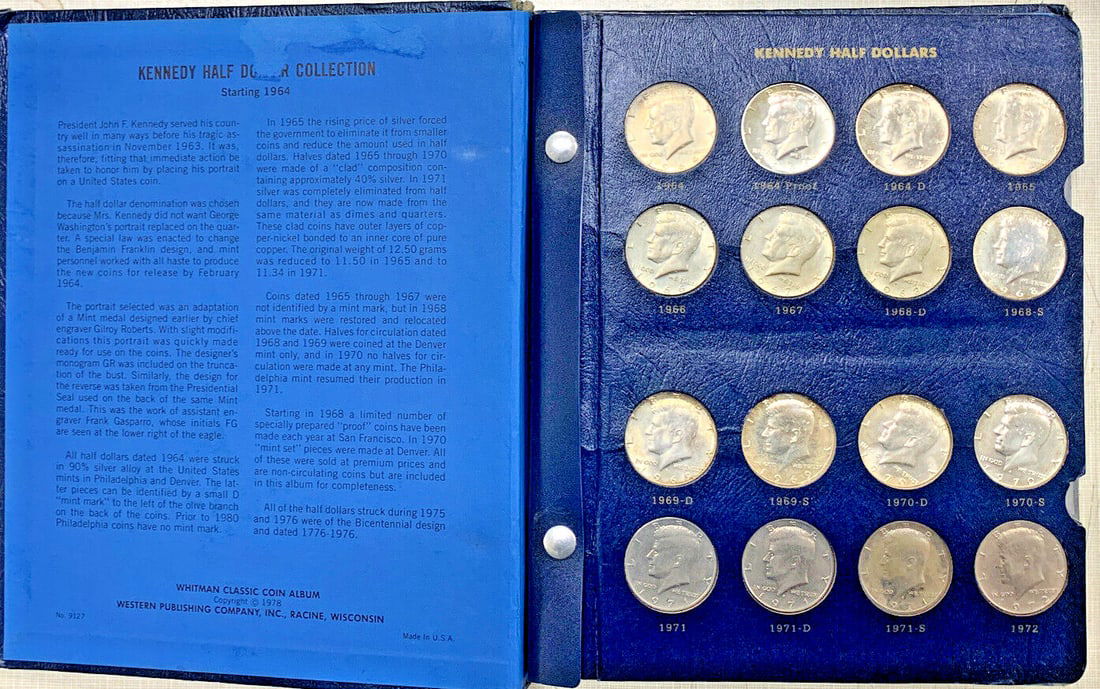 KENNEDY HALF DO R COLLECTION
Starting 1964
President John F. Kennedy served his coun-
try well in many ways before his tragic as-
sassination in November 1963. It was,
therefore, fitting that immediate action be
taken to honor him by placing his portrait
on a United States coin.
The half dollar denomination was chosen
because Mrs. Kennedy did not want George
Washington's portrait replaced on the quar-
ter. A special law was enacted to change
the Benjamin Franklin design, and mint
personnel worked with all haste to produce
the new coins for release by February
1964.
The portrait selected was an adaptation
of a Mint medal designed earlier by chief
engraver Gilroy Roberts. With slight modifi-
cations this portrait was quickly made
ready for use on the coins. The designer's
monogram GR was included on the trunca-
tion of the bust. Similarly, the design for
the reverse was taken from the Presidential
Seal used on the back of the same Mint
medal. This was the work of assistant en-
graver Frank Gasparro, whose initials FG
are seen at the lower right of the eagle.
All half dollars dated 1964 were struck
in 90% silver alloy at the United States
mints in Philadelphia and Denver. The lat-
ter pieces can be identified by a small D
"mint mark" to the left of the olive branch
on the back of the coins. Prior to 1980
Philadelphia coins have no mint mark.
In 1965 the rising price of silver forced
the government to eliminate it from smaller
coins and reduce the amount used in half
dollars. Halves dated 1965 through 1970
were made of a "clad" composition con-
taining approximately 40% silver. In 1971
silver was completely eliminated from half
dollars, and they are now made from the
same material as dimes and quarters.
These clad coins have outer layers of cop-
per-nickel bonded to an inner core of pure
copper. The original weight of 12.50 grams
was reduced to 11.50 in 1965 and to
11.34 in 1971.
Coins dated 1965 through 1967 were
not identified by a mint mark, but in 1968
mint marks were restored and relocated
above the date. Halves for circulation dated
1968 and 1969 were coined at the Denver
mint only, and in 1970 no halves for cir-
culation were made at any mint. The Phila-
delphia mint resumed their production in
1971.
Starting in 1968 a limited number of
specially prepared "proof" coins have been
made each year at San Francisco. In 1970
"mint set" pieces were made at Denver. All
of these were sold at premium prices and
are non-circulating coins but are included
in this album for completeness.
All of the half dollars struck during 1975
and 1976 were of the Bicentennial design
and dated 1776-1976.
WHITMAN CLASSIC COIN ALBUM
Copyright © 1978
WESTERN PUBLISHING COMPANY, INC., RACINE, WISCONSIN
No. 9127
Made in U.S.A.
KENNEDY HALF DOLLARS
1964 1964 Proof 1964-D 1965
1966 1967 1968-D 1968-S
1969-D 1969-S 1970-D 1970-S
1971 1971-D 1971-S 1972